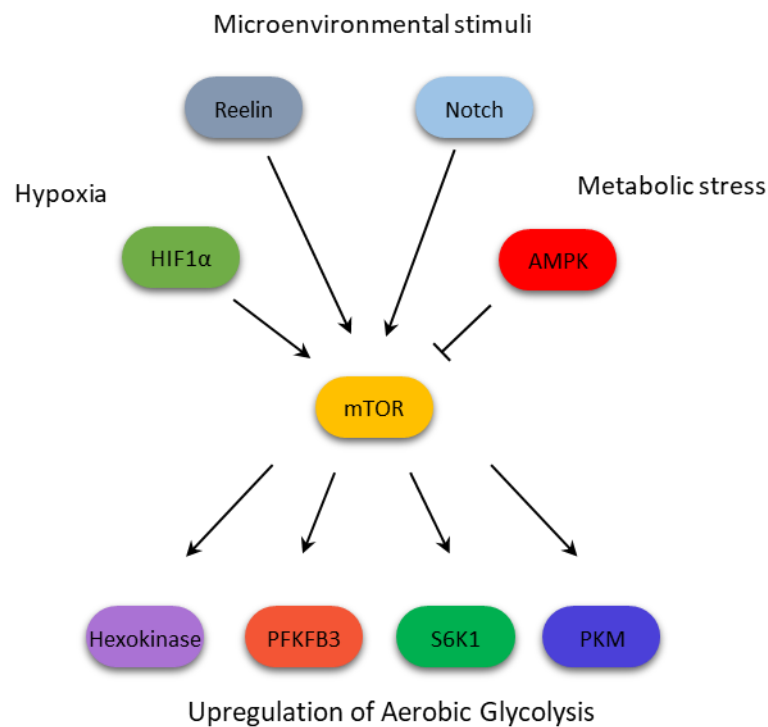 Microenvironmental stimuli
Reelin
Notch
Hypoxia
Metabolic stress
HIF1α
AMPK
mTOR
Hexokinase
PFKFB3
S6K1
PKM
Upregulation of Aerobic Glycolysis